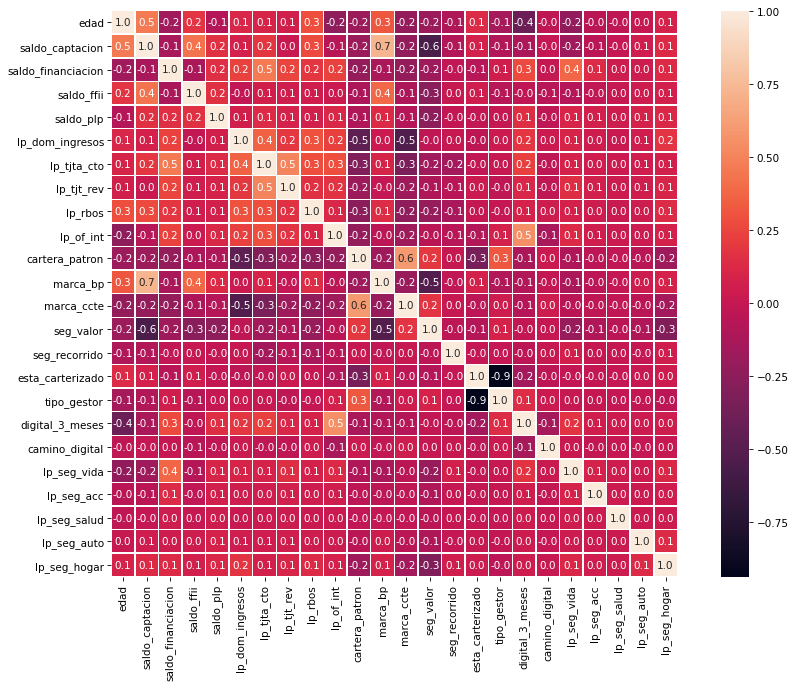 edad 1.0 0.5 -0.2 0.2 -0.1 0.1 0.1 0.1 0.3 -0.2 -0.2 0.3 -0.2 -0.2 -0.1 0.1 -0.1 -0.4 -0.0 -0.2 -0.0 -0.0 0.0 0.1
saldo_captacion 0.5 1.0 -0.1 0.4 0.2 0.1 0.2 0.0 0.3 -0.1 -0.2 0.7 -0.2 -0.6 -0.1 0.1 -0.1 -0.1 -0.0 -0.2 -0.1 -0.0 0.1 0.1
saldo_financiacion -0.2 -0.1 1.0 -0.1 0.2 0.2 0.5 0.2 0.2 0.2 -0.2 -0.1 -0.2 -0.2 -0.0 -0.1 0.1 0.3 0.0 0.4 0.1 0.0 0.0 0.1
saldo_ffii 0.2 0.4 -0.1 1.0 0.2 -0.0 0.1 0.1 0.1 0.0 -0.1 0.4 -0.1 -0.3 0.0 0.1 -0.1 -0.0 -0.1 -0.1 0.0 0.0 0.0 0.1
saldo_plp -0.1 0.2 0.2 0.2 1.0 0.1 0.1 0.1 0.1 0.1 -0.1 0.1 -0.1 -0.2 0.0 -0.0 0.0 0.1 -0.0 0.1 0.1 0.0 0.0 0.1
lp_dom_ingresos 0.1 0.1 0.2 -0.0 0.1 1.0 0.4 0.2 0.3 0.2 -0.5 0.0 -0.5 -0.0 -0.0 -0.0 0.0 0.2 -0.0 0.1 0.0 0.0 0.1 0.2
lp_tjta_cto 0.1 0.2 0.5 0.1 0.1 0.4 1.0 0.5 0.3 0.3 -0.3 0.1 -0.3 -0.2 -0.2 -0.0 0.0 0.2 -0.0 0.1 0.0 0.0 0.1 0.1
lp_tjt_rev 0.1 0.0 0.2 0.1 0.1 0.2 0.5 1.0 0.2 0.2 -0.2 -0.0 -0.2 -0.1 -0.1 -0.0 0.0 0.1 -0.0 0.1 0.1 0.0 0.1 0.1
lp_rbos 0.3 0.3 0.2 0.1 0.1 0.3 0.3 0.2 1.0 0.1 -0.3 0.1 -0.2 -0.2 -0.1 0.0 -0.0 0.0 -0.0 0.1 0.0 0.0 0.1 0.1
lp_of_int -0.2 -0.1 0.2 0.0 0.1 0.2 0.3 0.2 0.1 1.0 -0.2 -0.0 -0.2 -0.0 -0.1 -0.1 0.1 0.5 -0.1 0.1 0.0 0.0 0.0 0.1
cartera_patron -0.2 -0.2 -0.2 -0.1 -0.1 -0.5 -0.3 -0.2 -0.3 -0.2 1.0 -0.2 0.6 0.2 0.0 -0.3 0.3 -0.1 0.0 -0.1 -0.0 -0.0 -0.0 -0.2
marca_bp 0.3 0.7 -0.1 0.4 0.1 0.0 0.1 -0.0 0.1 -0.0 -0.2 1.0 -0.2 -0.5 -0.0 0.1 -0.1 -0.1 -0.0 -0.1 -0.0 0.0 0.0 0.1
marca_ccte -0.2 -0.2 -0.2 -0.1 -0.1 -0.5 -0.3 -0.2 -0.2 -0.2 0.6 -0.2 1.0 0.2 0.0 -0.0 0.0 -0.1 0.0 -0.0 -0.0 -0.0 -0.0 -0.2
seg_valor -0.2 -0.6 -0.2 -0.3 -0.2 -0.0 -0.2 -0.1 -0.2 -0.0 0.2 -0.5 0.2 1.0 -0.0 -0.1 0.1 -0.0 0.0 -0.2 -0.1 -0.0 -0.1 -0.3
seg_recorrido -0.1 -0.1 -0.0 0.0 0.0 -0.0 -0.2 -0.1 -0.1 -0.1 0.0 -0.0 0.0 -0.0 1.0 -0.0 0.0 -0.0 0.0 0.1 0.0 0.0 0.0 0.1
esta_carterizado 0.1 0.1 -0.1 0.1 -0.0 -0.0 -0.0 -0.0 0.0 -0.1 -0.3 0.1 -0.0 -0.1 -0.0 1.0 -0.9 -0.2 -0.0 -0.0 0.0 0.0 0.0 0.0
tipo_gestor -0.1 -0.1 0.1 -0.1 0.0 0.0 0.0 0.0 -0.0 0.1 0.3 -0.1 0.0 0.1 0.0 -0.9 1.0 0.1 0.0 0.0 0.0 -0.0 0.0 -0.0
digital_3_meses -0.4 -0.1 0.3 -0.0 0.1 0.2 0.2 0.1 0.0 0.5 -0.1 -0.1 -0.1 -0.0 -0.0 -0.2 0.1 1.0 -0.1 0.2 0.1 0.0 0.0 0.0
camino_digital -0.0 -0.0 0.0 -0.1 -0.0 -0.0 -0.0 -0.0 -0.0 -0.1 0.0 -0.0 0.0 0.0 0.0 -0.0 0.0 -0.1 1.0 -0.0 -0.0 0.0 -0.0 0.0
lp_seg_vida -0.2 -0.2 0.4 -0.1 0.1 0.1 0.1 0.1 0.1 0.1 -0.1 -0.1 -0.0 -0.2 0.1 -0.0 0.0 0.2 -0.0 1.0 0.1 0.0 0.0 0.1
lp_seg_acc -0.0 -0.1 0.1 -0.0 0.1 0.0 0.0 0.1 0.0 0.0 -0.0 -0.0 -0.0 -0.1 0.0 0.0 0.0 0.1 -0.0 0.1 1.0 0.0 0.0 0.0
lp_seg_salud -0.0 -0.0 0.0 0.0 0.0 0.0 0.0 0.0 0.0 0.0 -0.0 0.0 -0.0 -0.0 0.0 0.0 -0.0 0.0 0.0 0.0 0.0 1.0 0.0 0.0
lp_seg_auto 0.0 0.1 0.0 0.0 0.0 0.1 0.1 0.1 0.1 0.0 -0.0 0.0 -0.0 -0.1 0.0 0.0 0.0 0.0 -0.0 0.0 0.0 0.0 1.0 0.1
lp_seg_hogar 0.1 0.1 0.1 0.1 0.1 0.2 0.1 0.1 0.1 0.1 -0.2 0.1 -0.2 -0.3 0.1 0.0 -0.0 0.0 0.0 0.1 0.0 0.0 0.1 1.0
edad
saldo_captacion
saldo_financiacion
saldo_ffii
saldo_plp
lp_dom_ingresos
lp_tjta_cto
lp_tjt_rev
lp_rbos
lp_of_int
cartera_patron
marca_bp
marca_ccte
seg_valor
seg_recorrido
esta_carterizado
tipo_gestor
digital_3_meses
camino_digital
lp_seg_vida
lp_seg_acc
lp_seg_salud
lp_seg_auto
lp_seg_hogar
1.00
0.75
0.50
0.25
0.00
−0.25
−0.50
−0.75